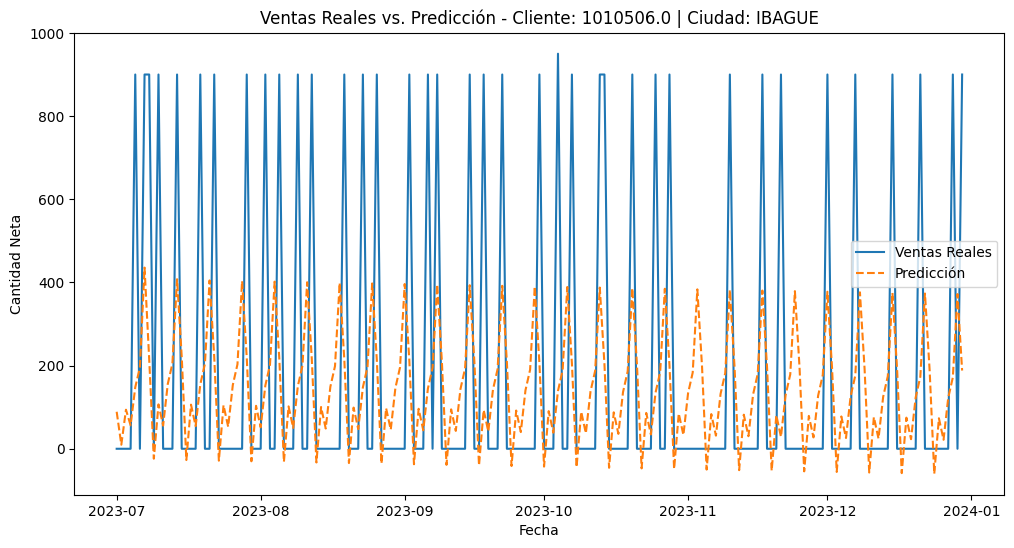 Ventas Reales vs. Predicción - Cliente: 1010506.0 | Ciudad: IBAGUE
Cantidad Neta
1000
800
600
400
200
0
Ventas Reales
Predicción
2023-07 2023-08 2023-09 2023-10 2023-11 2023-12 2024-01
Fecha